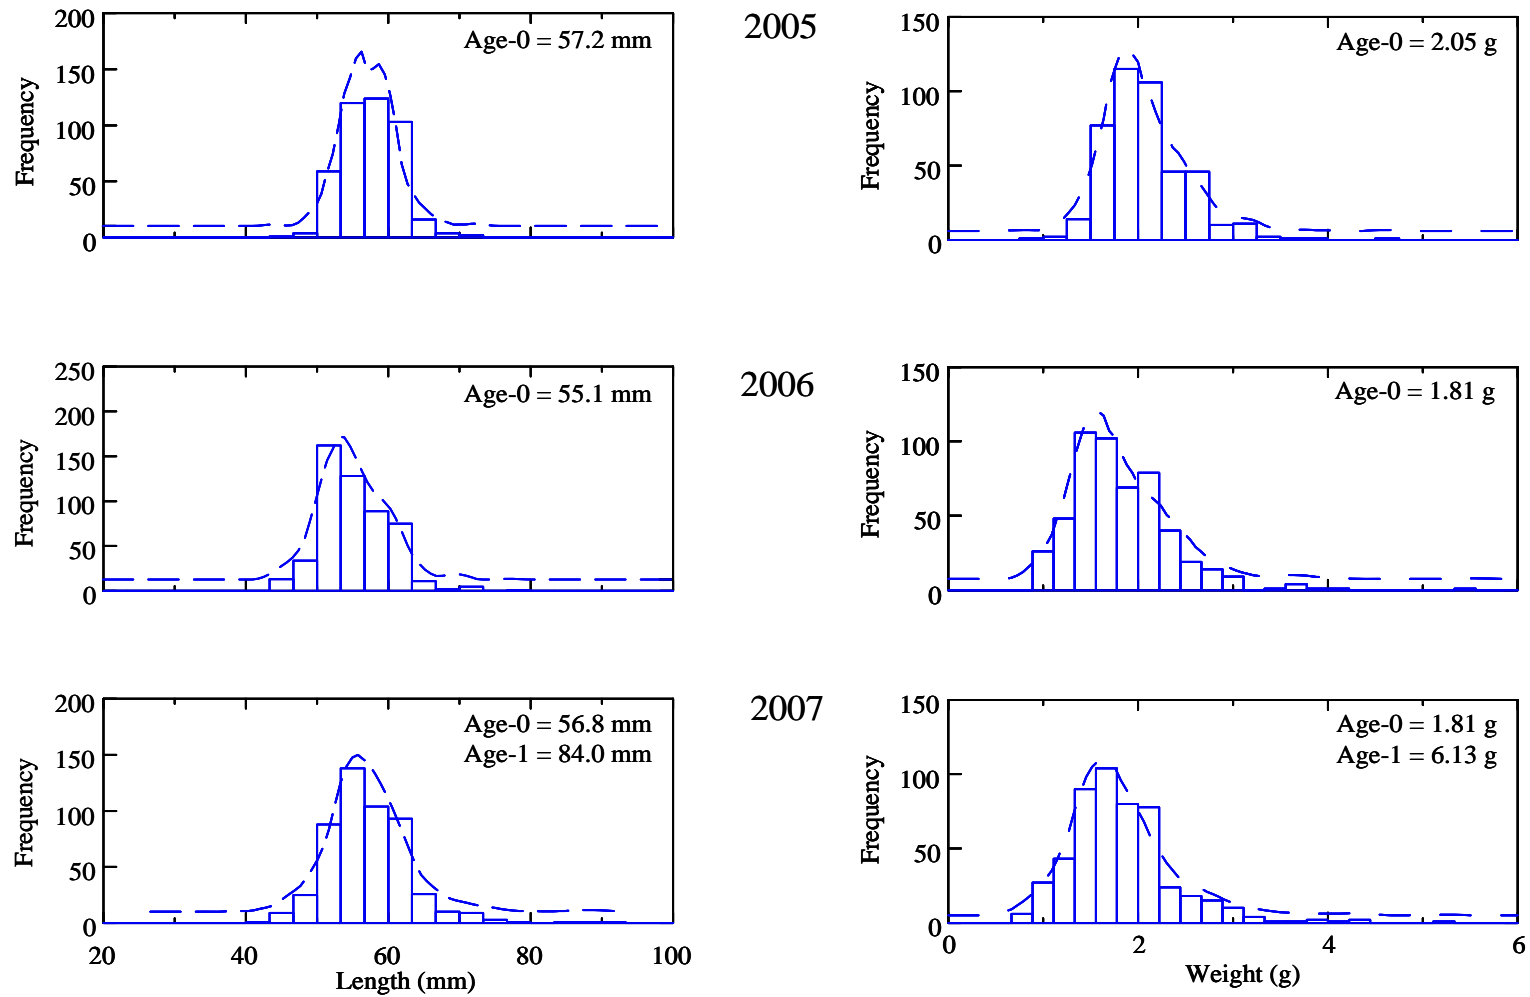 2005
200
150
100
50
0
Frequency
Age-0 = 57.2 mm
150
100
50
0
Frequency
Age-0 = 2.05 g
2006
250
200
150
100
50
0
Frequency
Age-0 = 55.1 mm
150
100
50
0
Frequency
Age-0 = 1.81 g
2007
200
150
100
50
0
Frequency
Age-0 = 56.8 mm
Age-1 = 84.0 mm
20 40 60 80 100
Length (mm)
150
100
50
0
Frequency
Age-0 = 1.81 g
Age-1 = 6.13 g
0 2 4 6
Weight (g)